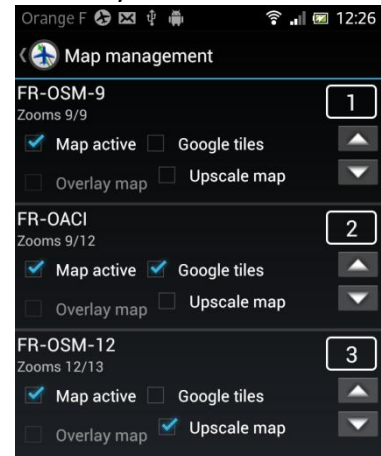 Orange F 12:26
Map management
FR-OSM-9
Zooms 9/9
1
Map active Google tiles
Overlay map Upscale map
FR-OACI
Zooms 9/12
2
Map active Google tiles
Overlay map Upscale map
FR-OSM-12
Zooms 12/13
3
Map active Google tiles
Overlay map Upscale map